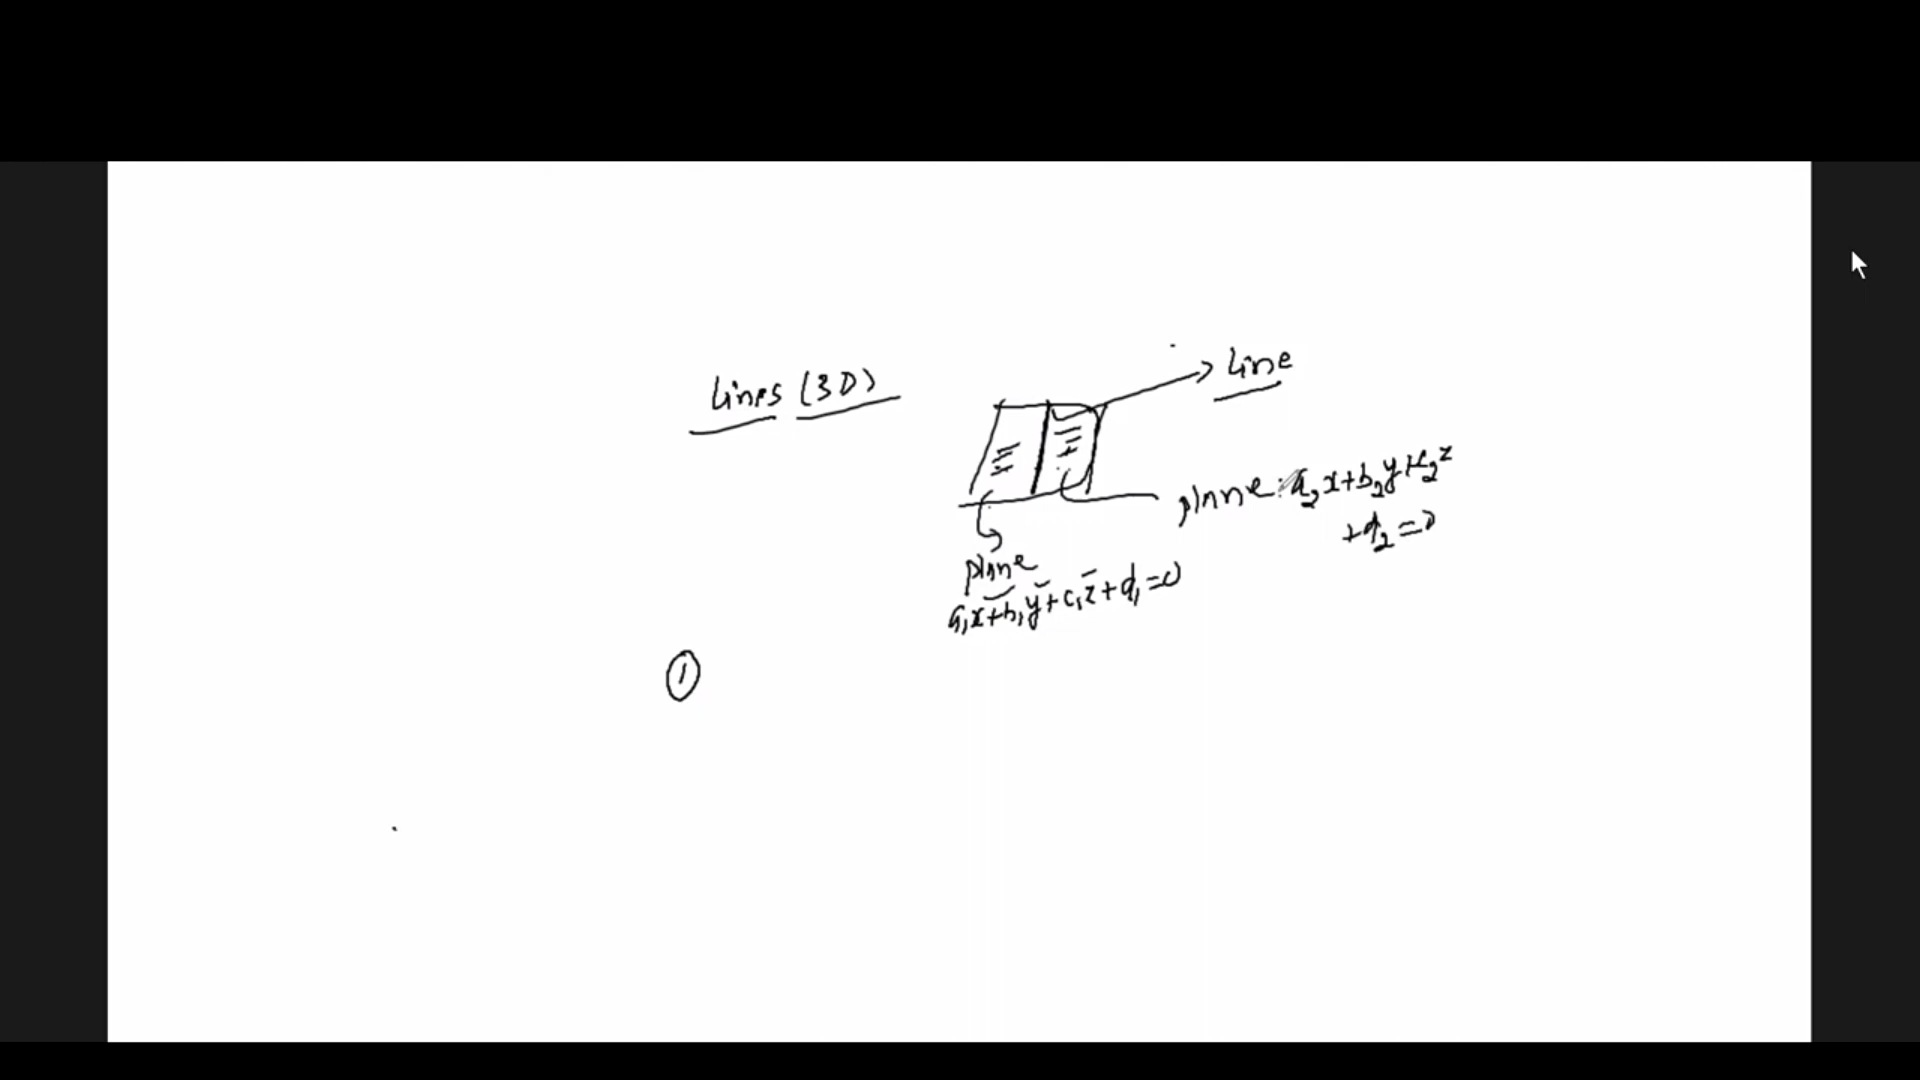 Lines (3D)
Line
plane: a₂x+b₂y+c₂z
+d₂=0
plane
a₁x+b₁y+c₁z+d₁=0
①